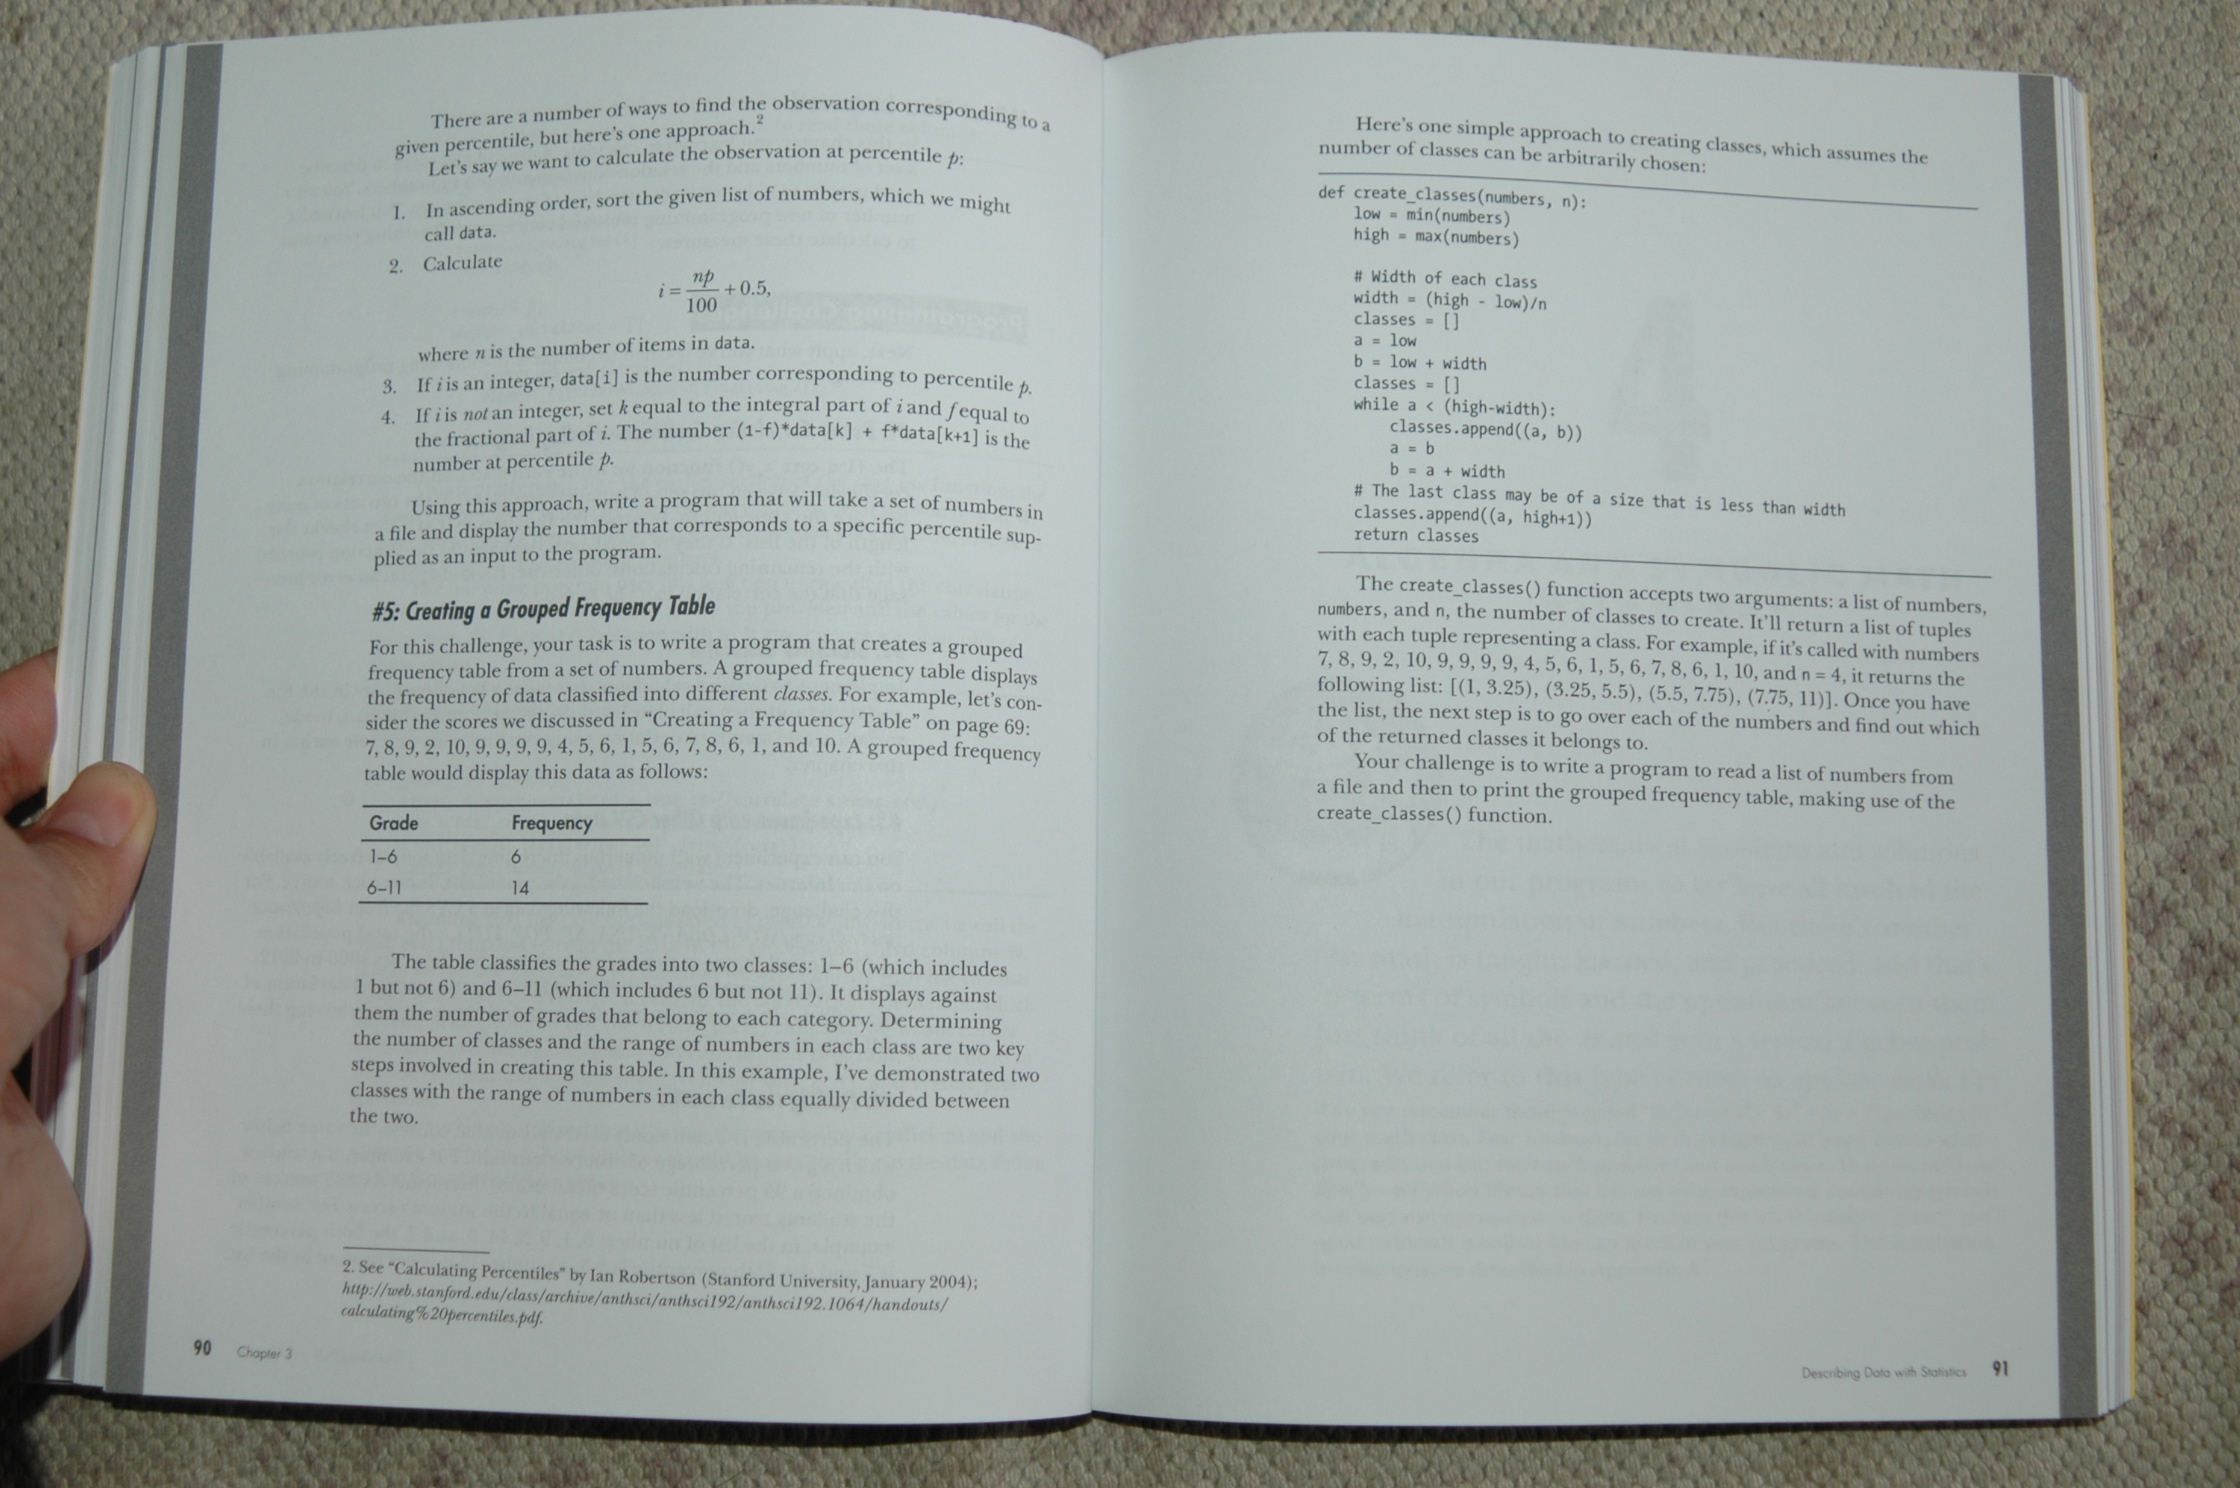 There are a number of ways to find the observation corresponding to a
given percentile, but here's one approach.2
Let's say we want to calculate the observation at percentile p:
1. In ascending order, sort the given list of numbers, which we might
call data.
2. Calculate
i = np/100 + 0.5,
where n is the number of items in data.
3. If i is an integer, data[i] is the number corresponding to percentile p.
4. If i is not an integer, set k equal to the integral part of i and f equal to
the fractional part of i. The number (1-f)*data[k] + f*data[k+1] is the
number at percentile p.
Using this approach, write a program that will take a set of numbers in
a file and display the number that corresponds to a specific percentile sup-
plied as an input to the program.
#5: Creating a Grouped Frequency Table
For this challenge, your task is to write a program that creates a grouped
frequency table from a set of numbers. A grouped frequency table displays
the frequency of data classified into different classes. For example, let's con-
sider the scores we discussed in “Creating a Frequency Table” on page 69:
7, 8, 9, 2, 10, 9, 9, 9, 9, 4, 5, 6, 1, 5, 6, 7, 8, 6, 1, and 10. A grouped frequency
table would display this data as follows:
Grade Frequency
1–6 6
6–11 14
The table classifies the grades into two classes: 1–6 (which includes
1 but not 6) and 6–11 (which includes 6 but not 11). It displays against
them the number of grades that belong to each category. Determining
the number of classes and the range of numbers in each class are two key
steps involved in creating this table. In this example, I've demonstrated two
classes with the range of numbers in each class equally divided between
the two.
2. See “Calculating Percentiles” by Ian Robertson (Stanford University, January 2004);
http://web.stanford.edu/class/archive/anthsci/anthsci192/anthsci192.1064/handouts/
calculating%20percentiles.pdf.
90 Chapter 3
Here's one simple approach to creating classes, which assumes the
number of classes can be arbitrarily chosen:
def create_classes(numbers, n):
    low = min(numbers)
    high = max(numbers)
    # Width of each class
    width = (high - low)/n
    classes = []
    a = low
    b = low + width
    classes = []
    while a < (high-width):
        classes.append((a, b))
        a = b
        b = a + width
    # The last class may be of a size that is less than width
    classes.append((a, high+1))
    return classes
The create_classes() function accepts two arguments: a list of numbers,
numbers, and n, the number of classes to create. It'll return a list of tuples
with each tuple representing a class. For example, if it's called with numbers
7, 8, 9, 2, 10, 9, 9, 9, 9, 4, 5, 6, 1, 5, 6, 7, 8, 6, 1, 10, and n = 4, it returns the
following list: [(1, 3.25), (3.25, 5.5), (5.5, 7.75), (7.75, 11)]. Once you have
the list, the next step is to go over each of the numbers and find out which
of the returned classes it belongs to.
Your challenge is to write a program to read a list of numbers from
a file and then to print the grouped frequency table, making use of the
create_classes() function.
Describing Data with Statistics 91